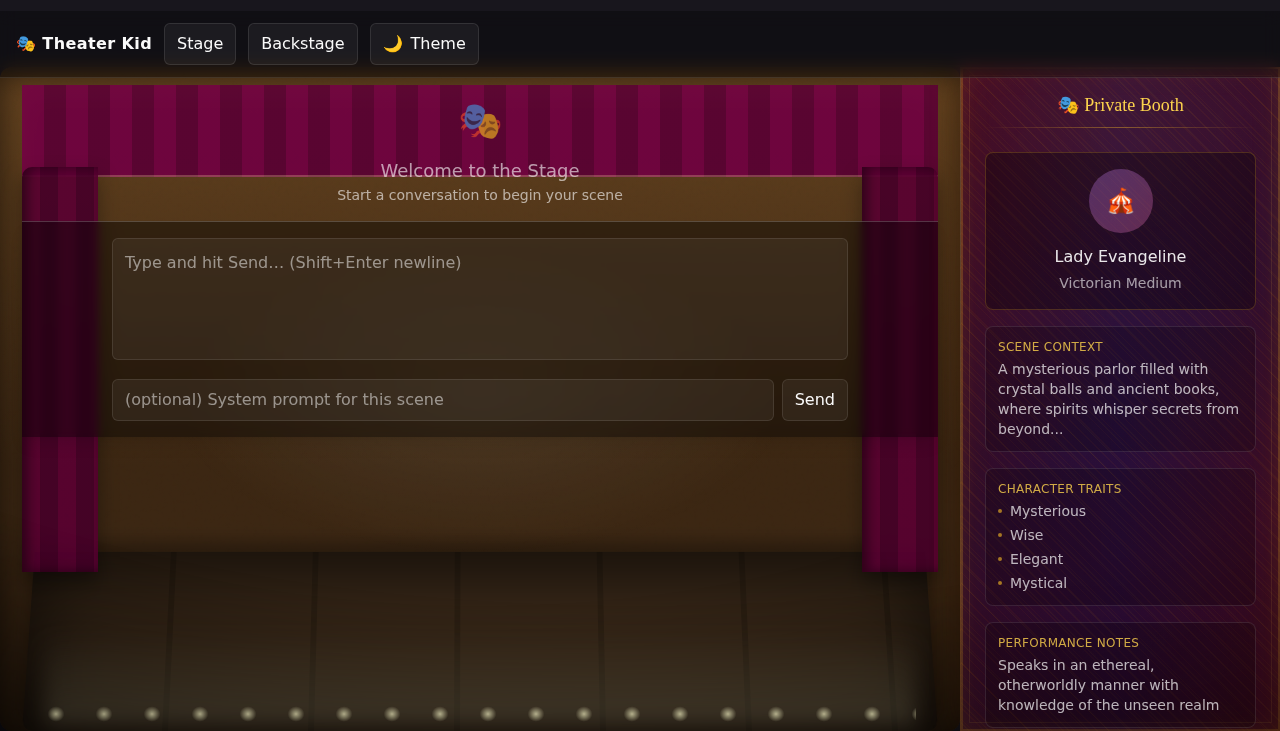 🎭 Theater Kid
Stage
Backstage
🌙 Theme
Welcome to the Stage
Start a conversation to begin your scene
Type and hit Send… (Shift+Enter newline)
(optional) System prompt for this scene
Send
🎭 Private Booth
Lady Evangeline
Victorian Medium
SCENE CONTEXT
A mysterious parlor filled with
crystal balls and ancient books,
where spirits whisper secrets from
beyond...
CHARACTER TRAITS
• Mysterious
• Wise
• Elegant
• Mystical
PERFORMANCE NOTES
Speaks in an ethereal,
otherworldly manner with
knowledge of the unseen realm